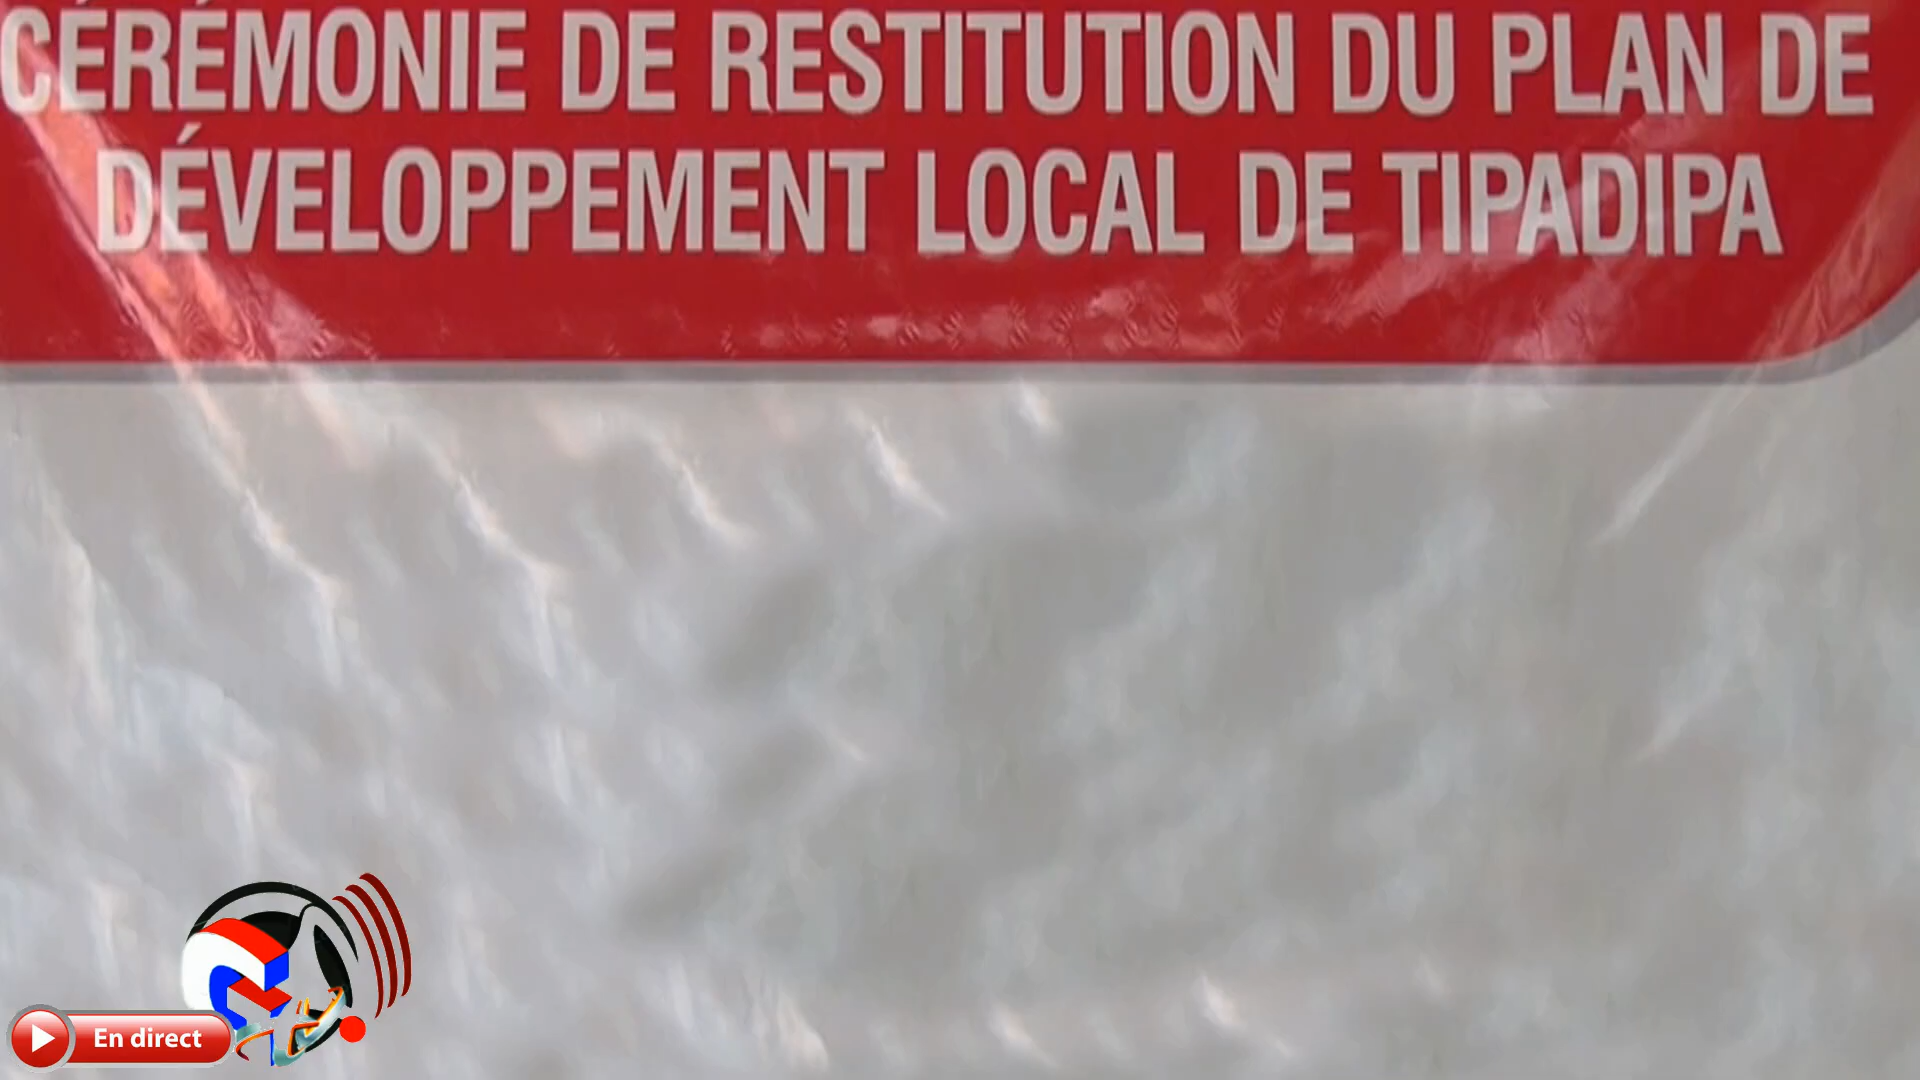 CÉRÉMONIE DE RESTITUTION DU PLAN DE
DÉVELOPPEMENT LOCAL DE TIPADIPA
En direct